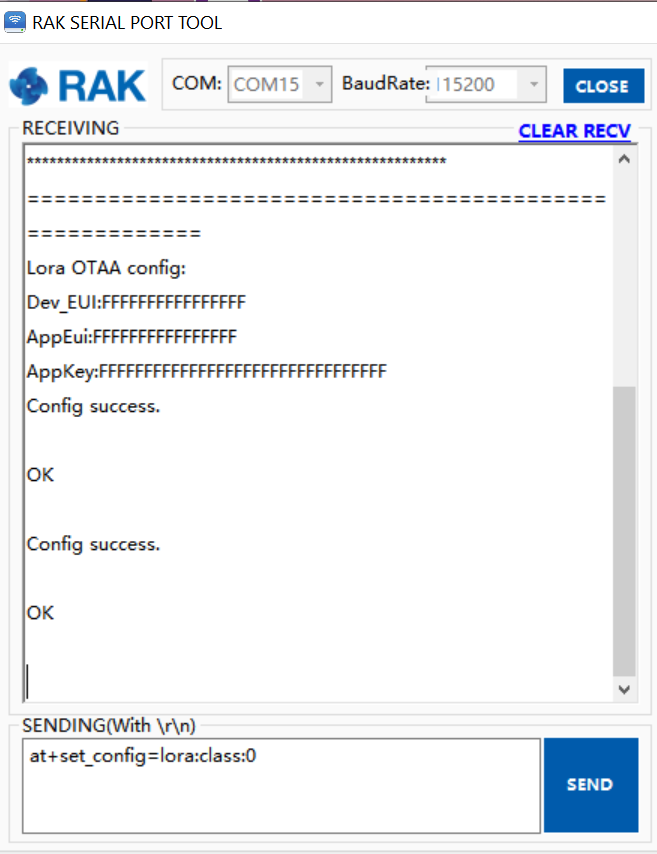 RAK SERIAL PORT TOOL
RAK COM: COM15 BaudRate: 115200 CLOSE
RECEIVING CLEAR RECV
********************************************************
===========================================
=============
Lora OTAA config:
Dev_EUI:FFFFFFFFFFFFFFFF
AppEui:FFFFFFFFFFFFFFFF
AppKey:FFFFFFFFFFFFFFFFFFFFFFFFFFFFFFFF
Config success.
OK
Config success.
OK
SENDING(With \r\n)
at+set_config=lora:class:0
SEND